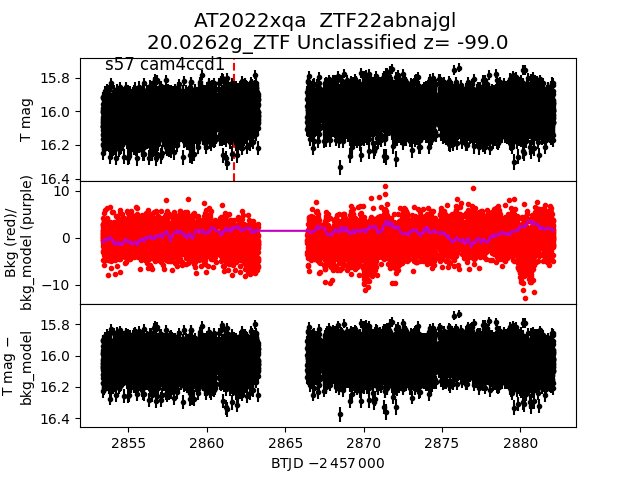 AT2022xqa  ZTF22abnajgl
20.0262g_ZTF Unclassified z= -99.0
s57 cam4ccd1
T mag
15.8
16.0
16.2
16.4
Bkg (red)/
bkg_model (purple)
10
0
−10
T mag −
bkg_model
15.8
16.0
16.2
16.4
2855 2860 2865 2870 2875 2880
BTJD −2 457 000